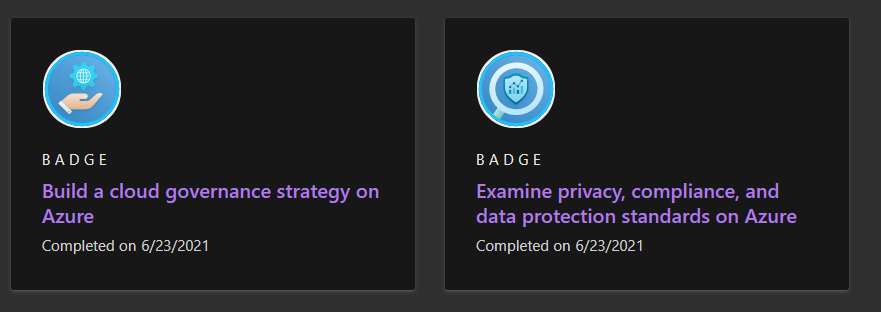 BADGE
Build a cloud governance strategy on
Azure
Completed on 6/23/2021
BADGE
Examine privacy, compliance, and
data protection standards on Azure
Completed on 6/23/2021